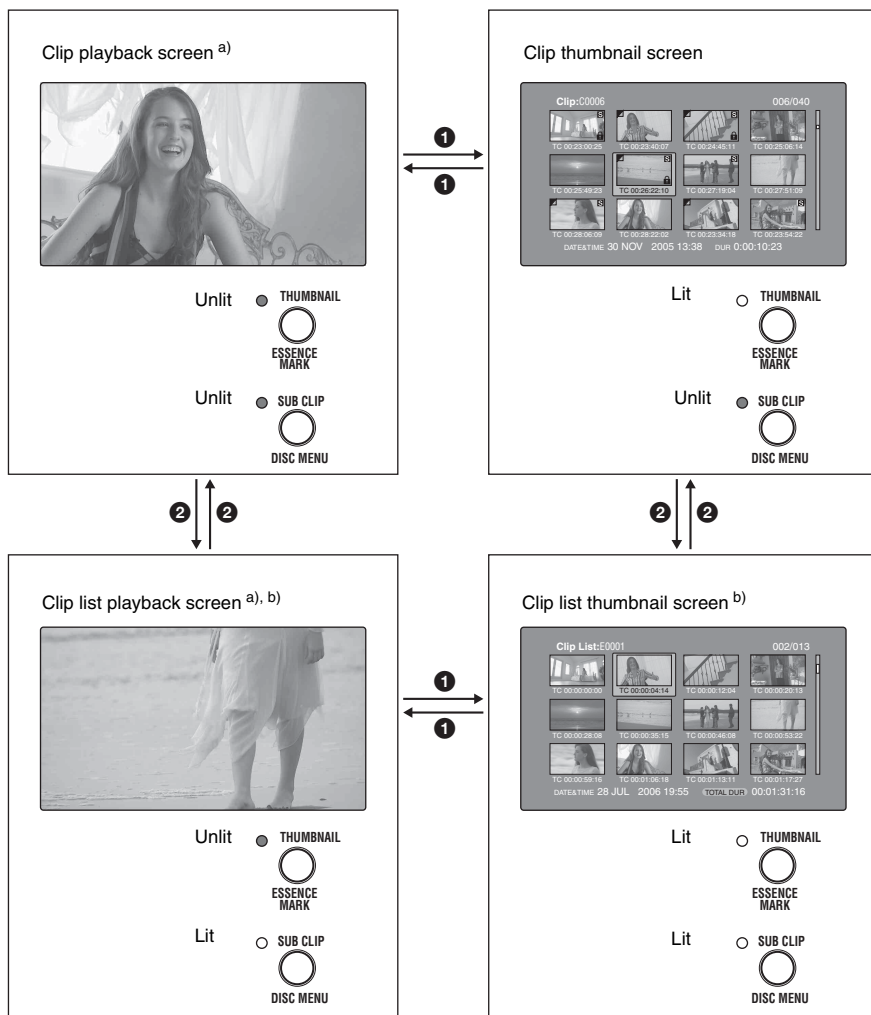 Clip playback screen a)
Unlit
THUMBNAIL
ESSENCE
MARK
Unlit
SUB CLIP
DISC MENU
1
1
Clip thumbnail screen
Clip:C0006 006/040
TC 00:23:00:25 TC 00:23:40:07 TC 00:24:45:11 TC 00:25:06:14
TC 00:25:49:23 TC 00:26:22:10 TC 00:27:19:04 TC 00:27:51:09
TC 00:28:06:09 TC 00:28:22:02 TC 00:23:34:18 TC 00:23:54:22
DATE&TIME 30 NOV 2005 13:38 DUR 0:00:10:23
Lit
THUMBNAIL
ESSENCE
MARK
Unlit
SUB CLIP
DISC MENU
2 2
2 2
Clip list playback screen a), b)
Unlit
THUMBNAIL
ESSENCE
MARK
Lit
SUB CLIP
DISC MENU
1
1
Clip list thumbnail screen b)
Clip List:E0001 002/013
TC 00:00:00:00 TC 00:00:04:14 TC 00:00:12:04 TC 00:00:20:13
TC 00:00:28:08 TC 00:00:35:15 TC 00:00:46:08 TC 00:00:53:22
TC 00:00:59:16 TC 00:01:06:18 TC 00:01:13:11 TC 00:01:17:27
DATE&TIME 28 JUL 2006 19:55 TOTAL DUR 00:01:31:16
Lit
THUMBNAIL
ESSENCE
MARK
Lit
SUB CLIP
DISC MENU